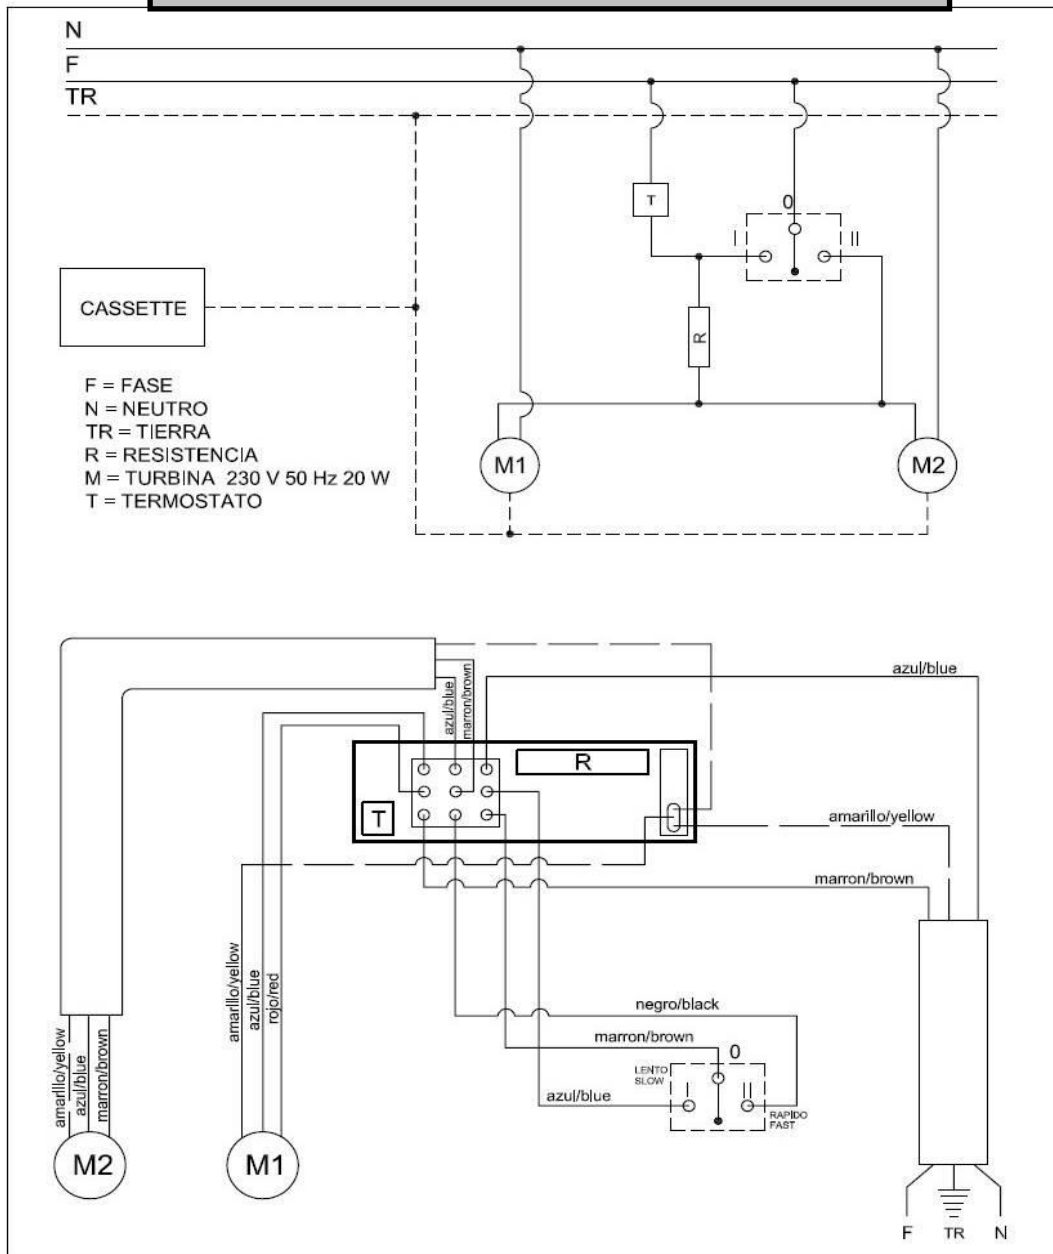 N
F
TR
T
0
I
II
CASSETTE
R
F = FASE
N = NEUTRO
TR = TIERRA
R = RESISTENCIA
M = TURBINA 230 V 50 Hz 20 W
T = TERMOSTATO
M1
M2
azul/blue
marron/brown
azul/blue
R
T
amarillo/yellow
marron/brown
amarillo/yellow
azul/blue
rojo/red
negro/black
marron/brown
0
LENTO
SLOW
I
II
azul/blue
RAPIDO
FAST
amarillo/yellow
azul/blue
marron/brown
M2
M1
F
TR
N